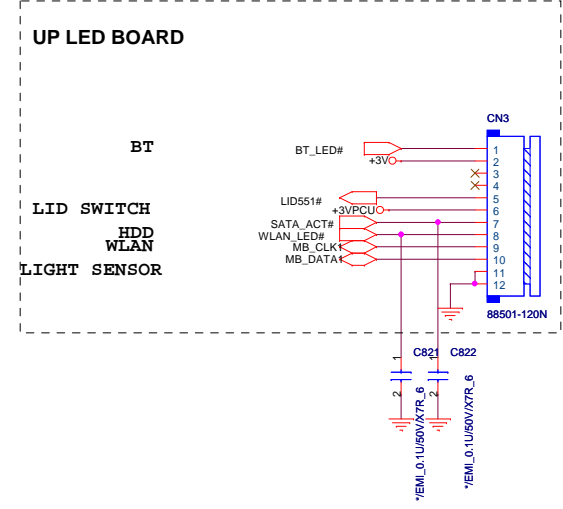 UP LED BOARD
CN3
BT
BT_LED#
1
+3V
2
3
4
LID551#
5
LID SWITCH
+3VPCU
6
SATA_ACT#
7
HDD
WLAN_LED#
8
WLAN
MB_CLK1
9
MB_DATA1
10
LIGHT SENSOR
11
12
88501-120N
C821
C822
1
1
2
2
*/EMI_0.1U/50V/X7R_6
*/EMI_0.1U/50V/X7R_6